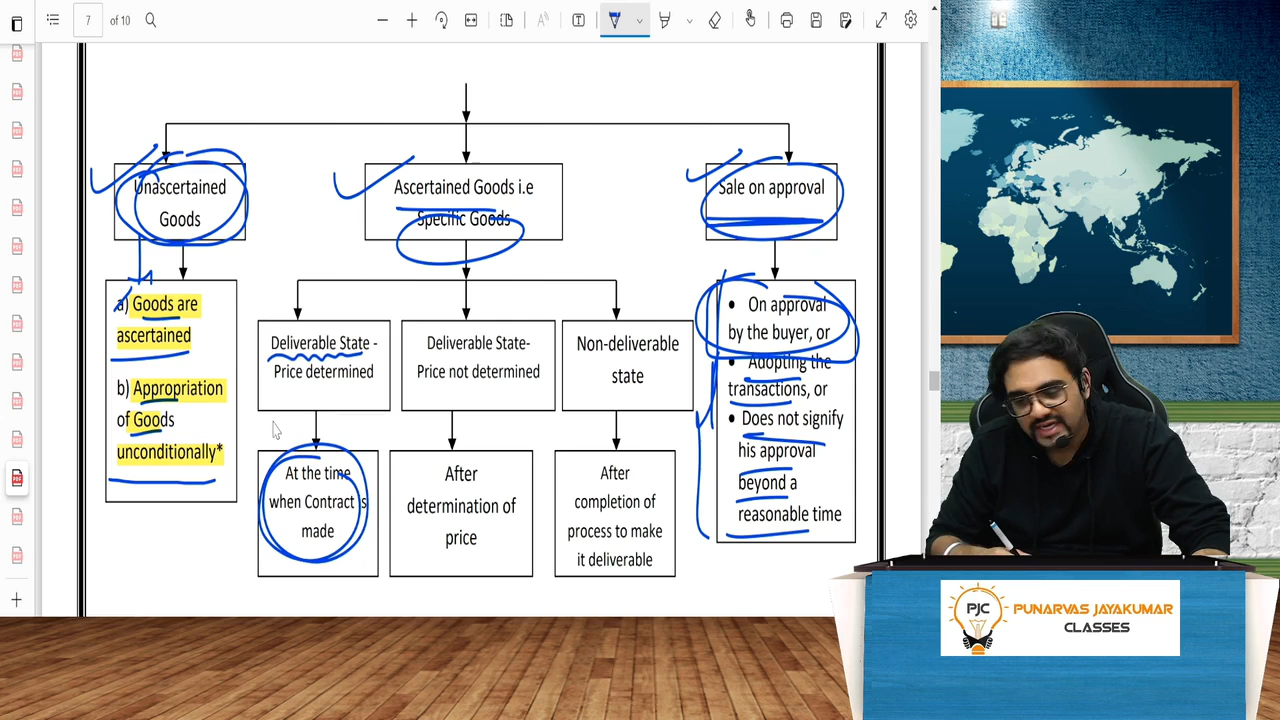 7
of 10
Unascertained
Goods
Ascertained Goods i.e
Specific Goods
Sale on approval
a) Goods are
ascertained
b) Appropriation
of Goods
unconditionally*
Deliverable State -
Price determined
Deliverable State-
Price not determined
Non-deliverable
state
At the time
when Contract is
made
After
determination of
price
After
completion of
process to make
it deliverable
• On approval
by the buyer, or
• Adopting the
transactions, or
• Does not signify
his approval
beyond a
reasonable time
PJC
PUNARVAS JAYAKUMAR
CLASSES